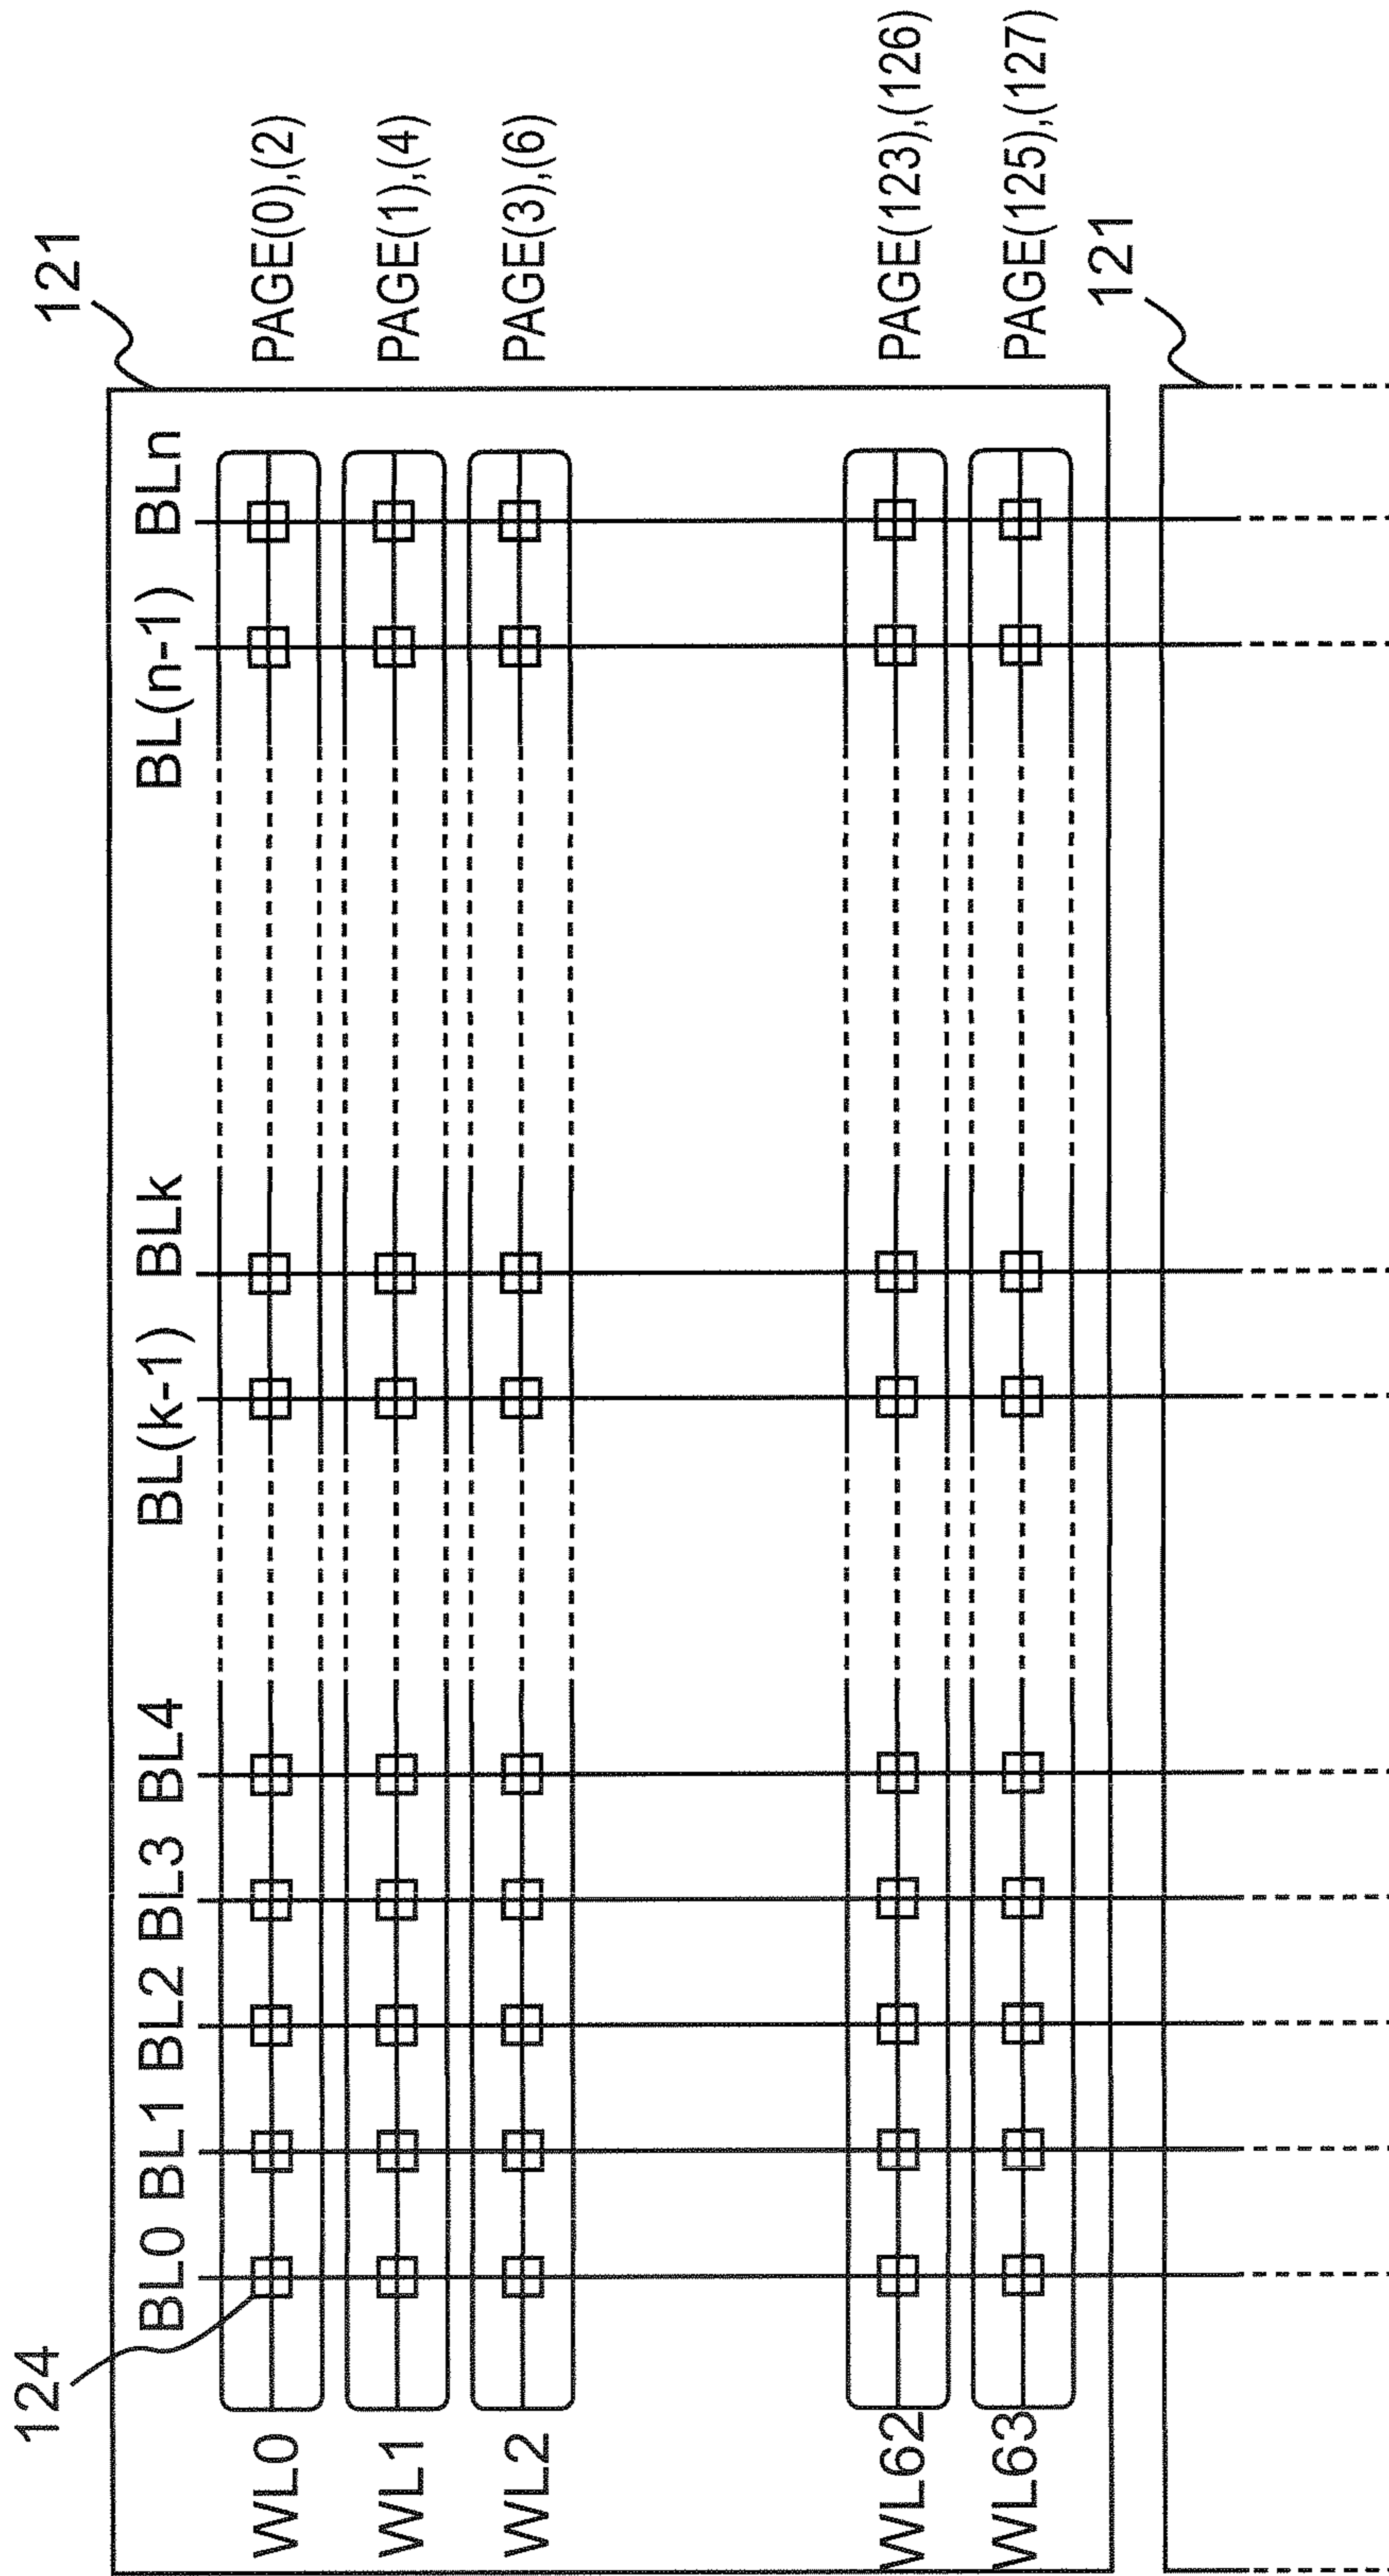 121
124
BL0 BL1 BL2 BL3 BL4 BL(k-1) BLk BL(n-1) BLn
WL0 PAGE(0),(2)
WL1 PAGE(1),(4)
WL2 PAGE(3),(6)
WL62 PAGE(123),(126)
WL63 PAGE(125),(127)
121